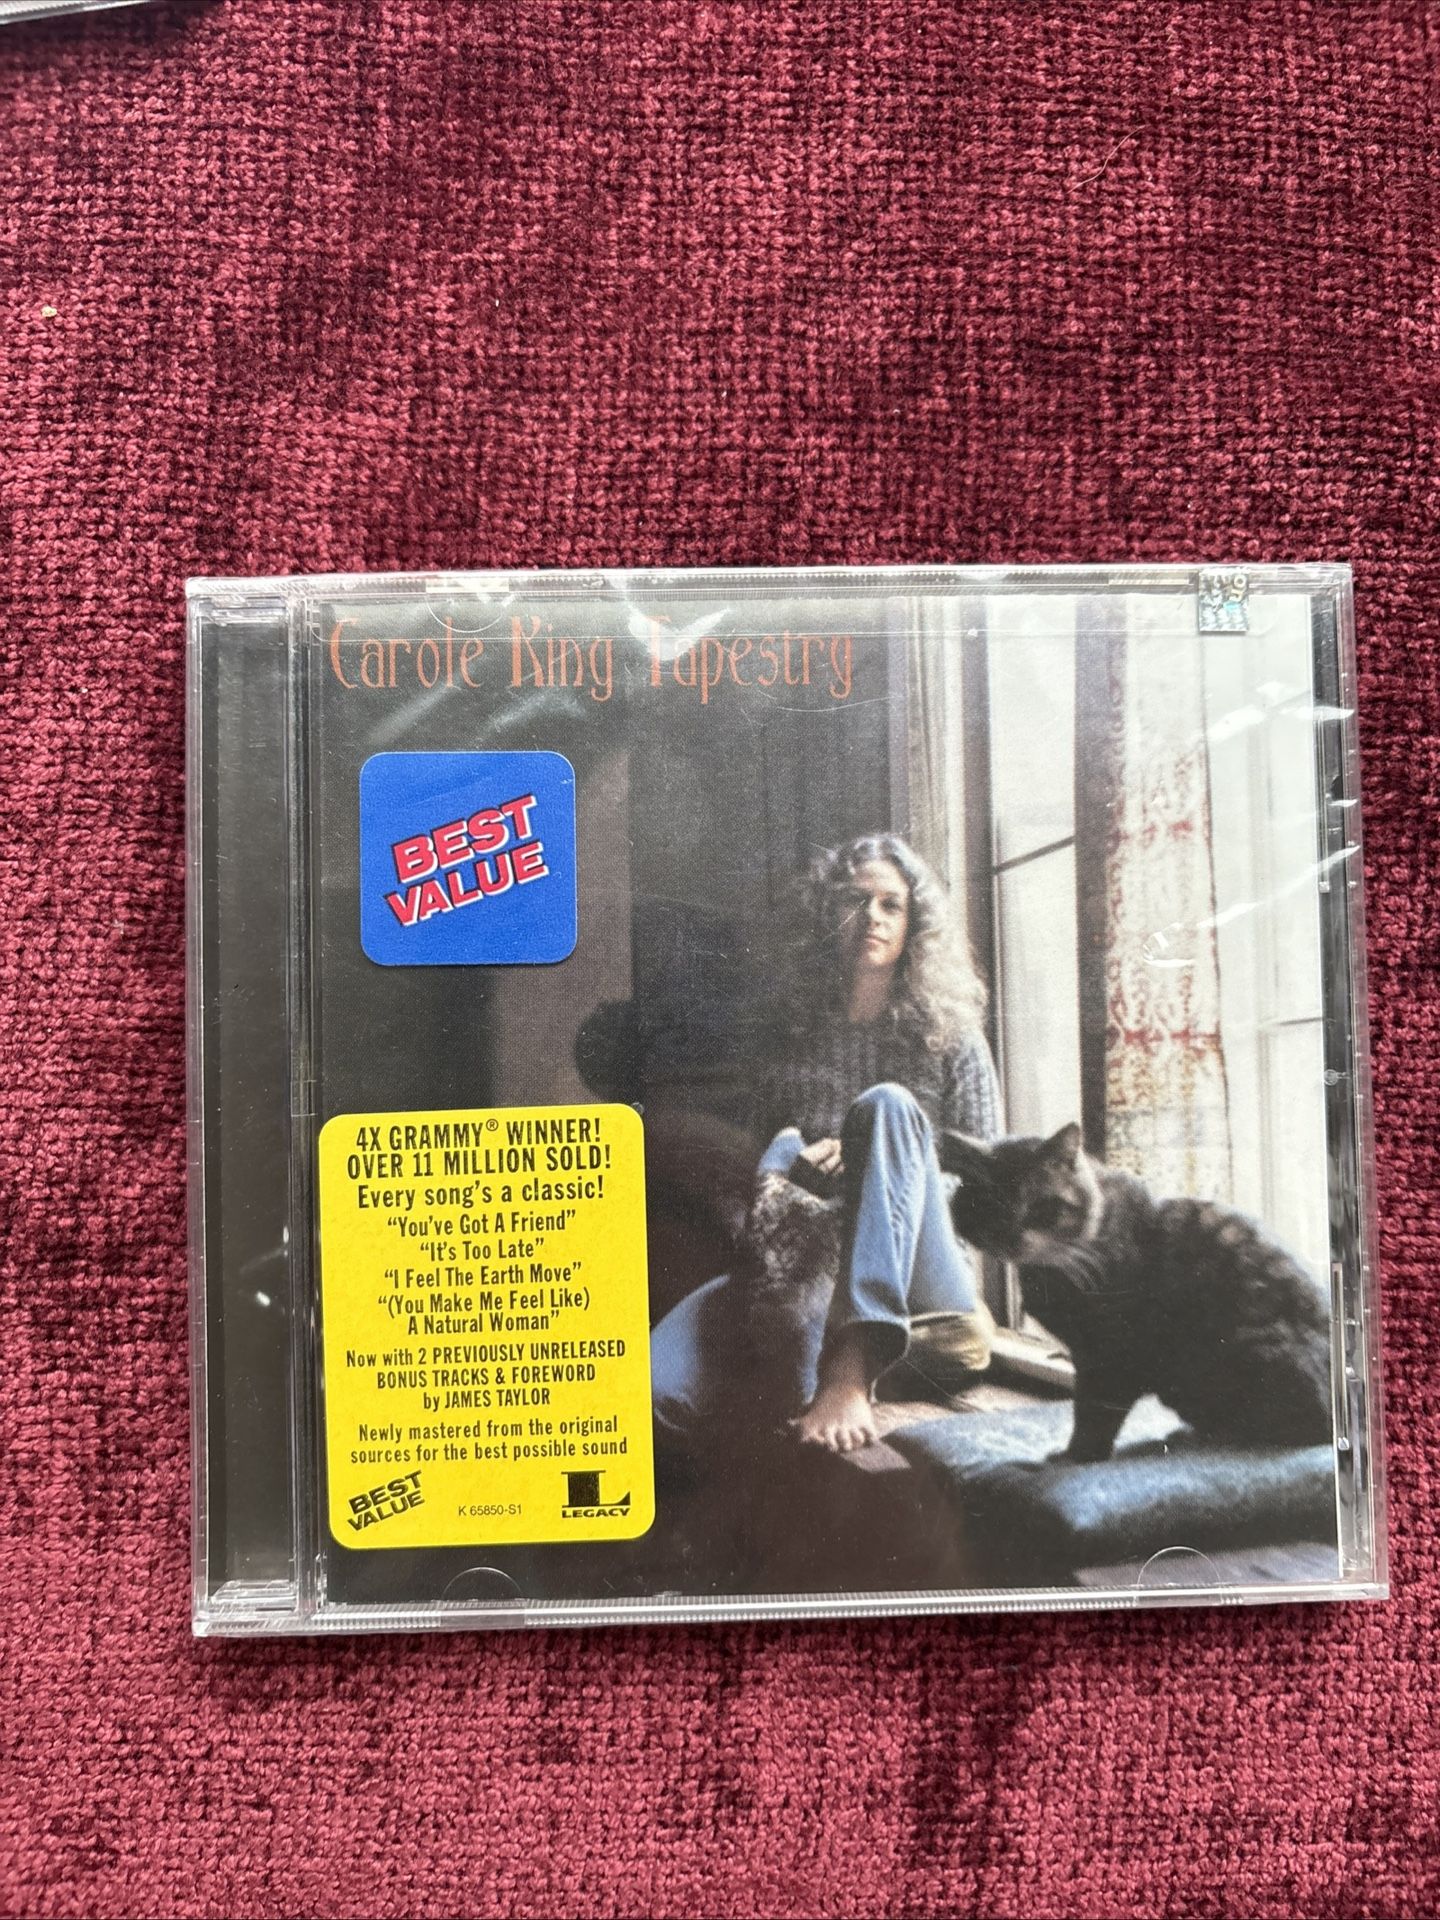 Carole King Tapestry
BEST
VALUE
4X GRAMMY® WINNER!
OVER 11 MILLION SOLD!
Every song's a classic!
"You've Got A Friend"
"It's Too Late"
"I Feel The Earth Move"
"(You Make Me Feel Like)
A Natural Woman"
Now with 2 PREVIOUSLY UNRELEASED
BONUS TRACKS & FOREWORD
by JAMES TAYLOR
Newly mastered from the original
sources for the best possible sound
BEST
VALUE
K 65850-S1
L
LEGACY